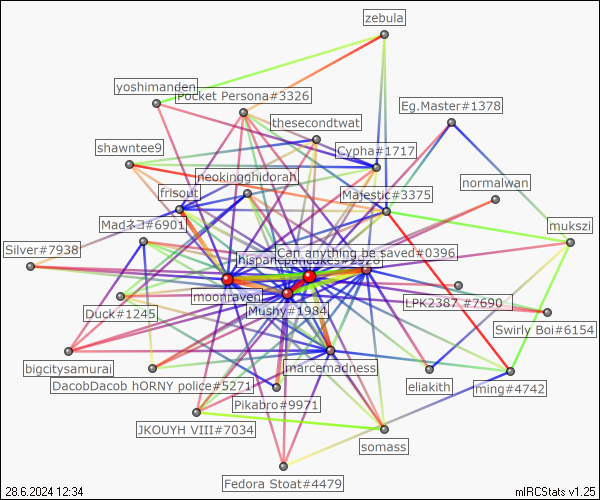 zebula
yoshimanden
Pocket Persona#3326
Eg.Master#1378
thesecondtwat
Cypha#1717
shawntee9
neokingghidorah
normalwan
frisout
Majestic#3375
Madネコ#6901
mukszi
Silver#7938
Can anything be saved#0396
moonraven
LPK2387 #7690
Duck#1245
Mushy#1984
Swirly Boi#6154
bigcitysamurai
marcemadness
DacobDacob hORNY police#5271
eliakith
ming#4742
Pikabro#9971
JKOUYH VIII#7034
somass
Fedora Stoat#4479
28.6.2024 12:34
mIRCStats v1.25